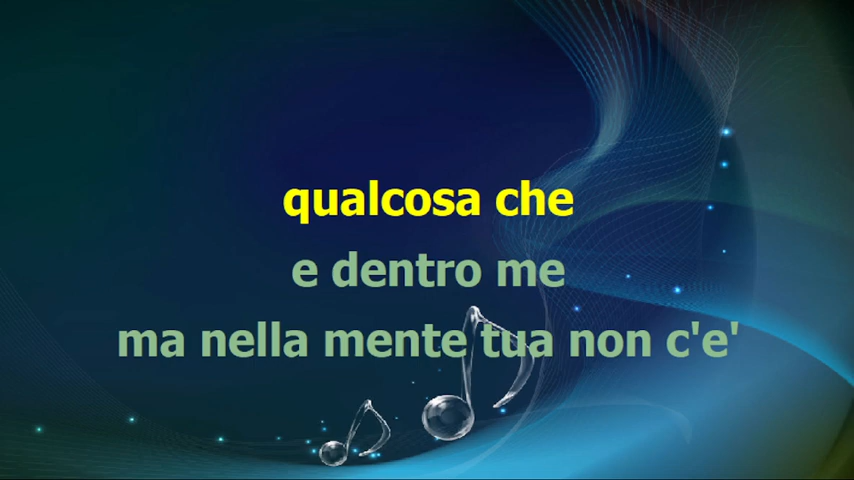 qualcosa che
e dentro me
ma nella mente tua non c'e'